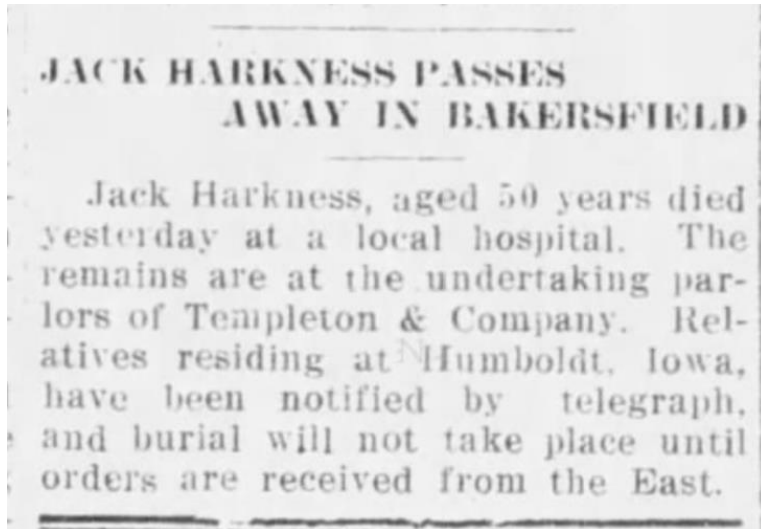 JACK HARKNESS PASSES
AWAY IN BAKERSFIELD
Jack Harkness, aged 50 years died
yesterday at a local hospital. The
remains are at the undertaking par-
lors of Templeton & Company. Rel-
atives residing at Humboldt, Iowa,
have been notified by telegraph,
and burial will not take place until
orders are received from the East.